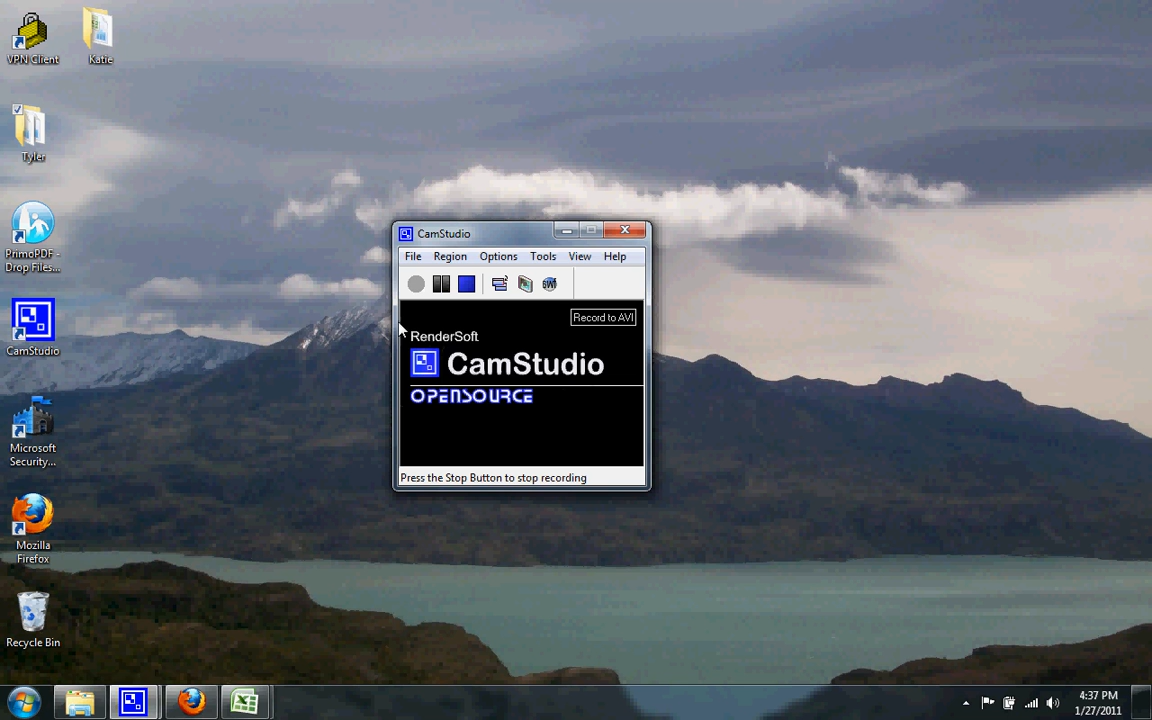 VPN Client
Katie
Tyler
PrimoPDF -
Drop Files...
CamStudio
Microsoft
Security...
Mozilla
Firefox
Recycle Bin
CamStudio
File Region Options Tools View Help
Record to AVI
RenderSoft
CamStudio
OPENSOURCE
Press the Stop Button to stop recording
4:37 PM
1/27/2011